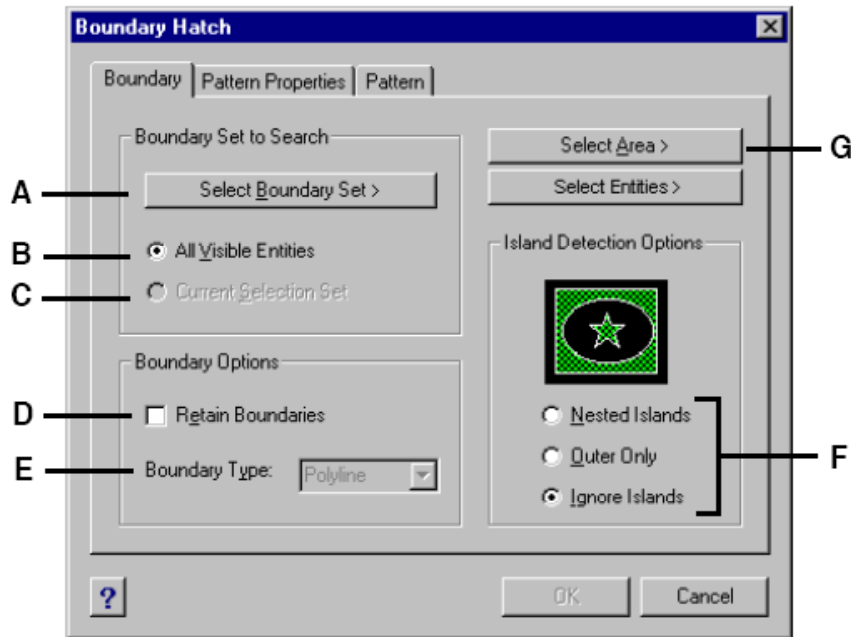 Boundary Hatch
Boundary
Pattern Properties
Pattern
Boundary Set to Search
A
Select Boundary Set >
B
All Visible Entities
C
Current Selection Set
Boundary Options
D
Retain Boundaries
E
Boundary Type:
Polyline
Select Area >
G
Select Entities >
Island Detection Options
Nested Islands
Outer Only
F
Ignore Islands
?
OK
Cancel